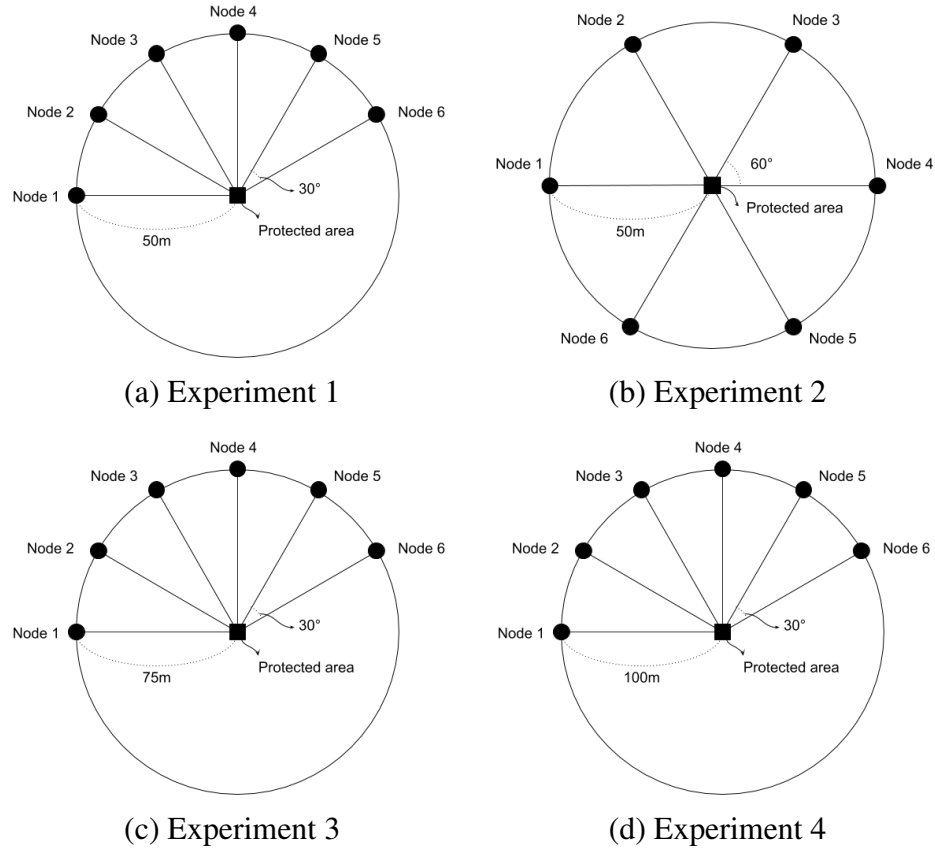 Node 4
Node 3
Node 5
Node 2
Node 6
Node 1
30°
Protected area
50m
(a) Experiment 1
Node 2
Node 3
Node 1
60°
Node 4
Protected area
50m
Node 6
Node 5
(b) Experiment 2
Node 4
Node 3
Node 5
Node 2
Node 6
Node 1
30°
Protected area
75m
(c) Experiment 3
Node 4
Node 3
Node 5
Node 2
Node 6
Node 1
30°
Protected area
100m
(d) Experiment 4